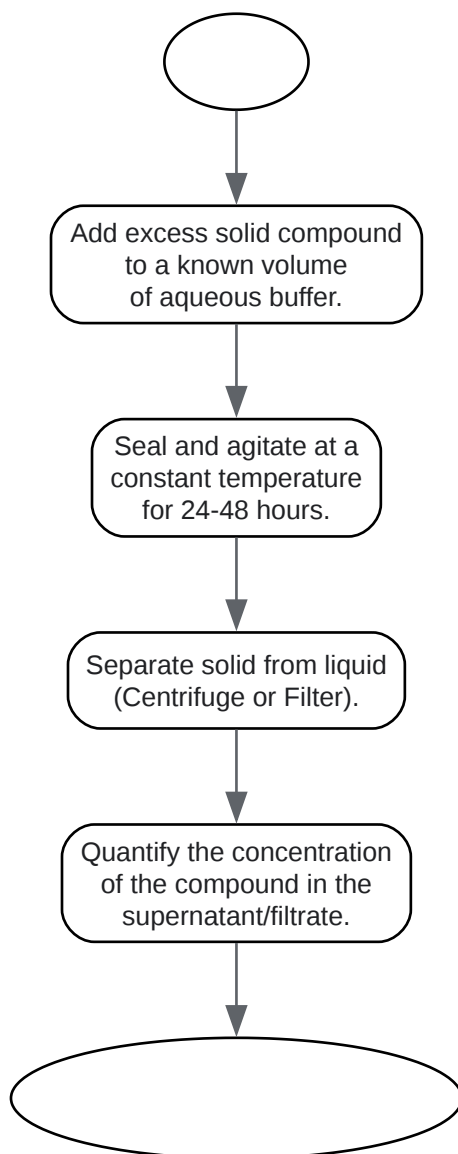 Add excess solid compound
to a known volume
of aqueous buffer.
Seal and agitate at a
constant temperature
for 24-48 hours.
Separate solid from liquid
(Centrifuge or Filter).
Quantify the concentration
of the compound in the
supernatant/filtrate.